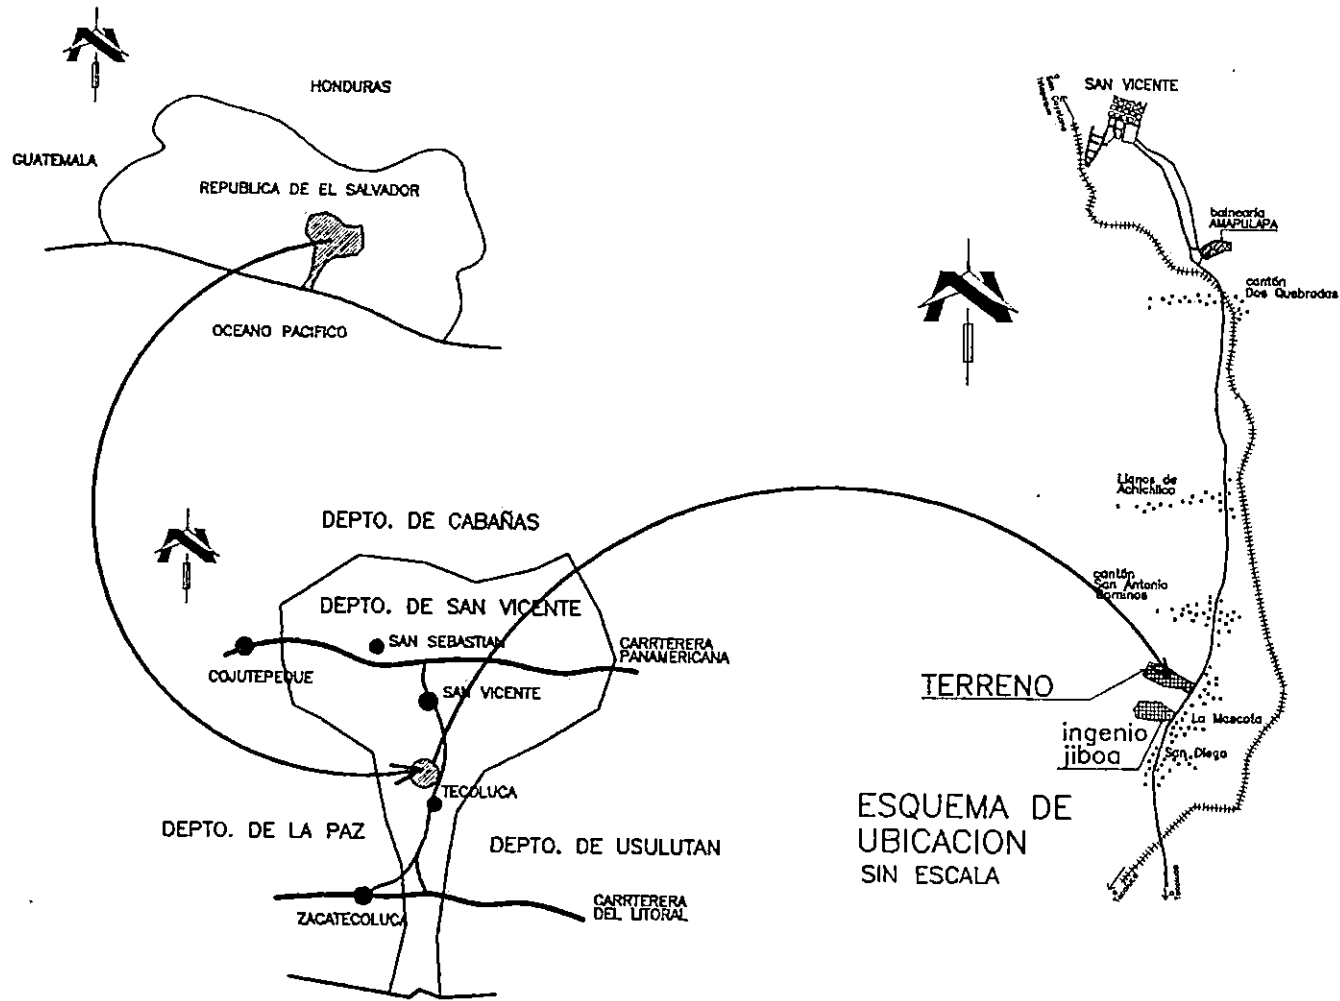 HONDURAS
GUATEMALA
REPUBLICA DE EL SALVADOR
OCEANO PACIFICO
DEPTO. DE CABAÑAS
DEPTO. DE SAN VICENTE
SAN SEBASTIAN
CARRTERERA
PANAMERICANA
COJUTEPEQUE
SAN VICENTE
TECOLUCA
DEPTO. DE LA PAZ
DEPTO. DE USULUTAN
ZACATECOLUCA
CARRTERERA
DEL LITORAL
SAN VICENTE
balnearia
AMAPULAPA
cantón
Dos Quebradas
Llanos de
Achichilco
cantón
San Antonio
Caminos
TERRENO
La Mascota
ingenio
jiboa
San Diego
ESQUEMA DE
UBICACION
SIN ESCALA